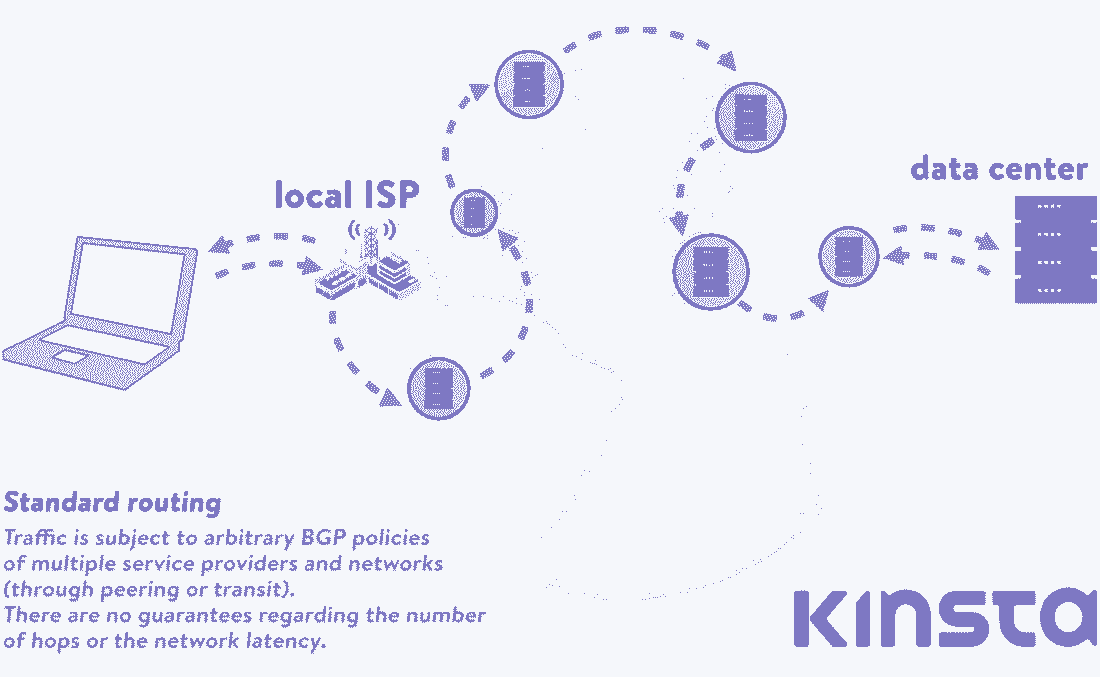 local ISP
data center
Standard routing
Traffic is subject to arbitrary BGP policies
of multiple service providers and networks
(through peering or transit).
There are no guarantees regarding the number
of hops or the network latency.
KINSTA